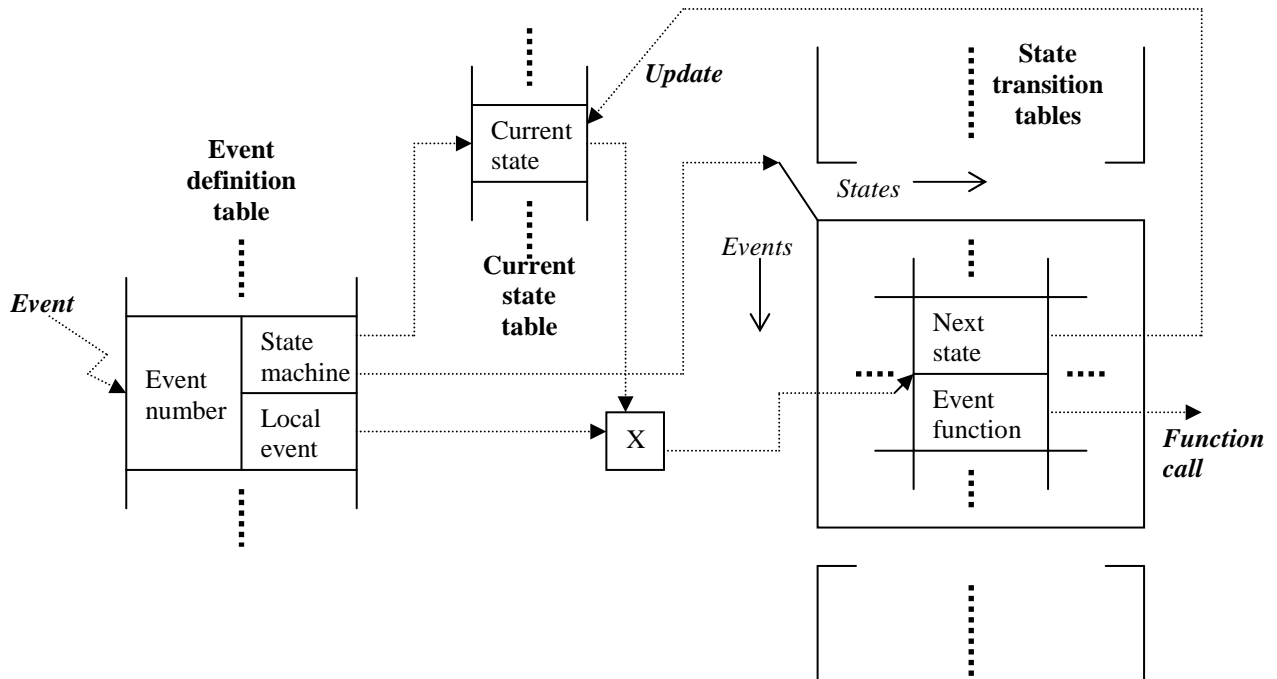 State
transition
tables
Update
Current
state
Event
definition
table
States
Events
Current
state
table
Event
State
machine
Event
number
Local
event
Next
state
Event
function
X
Function
call